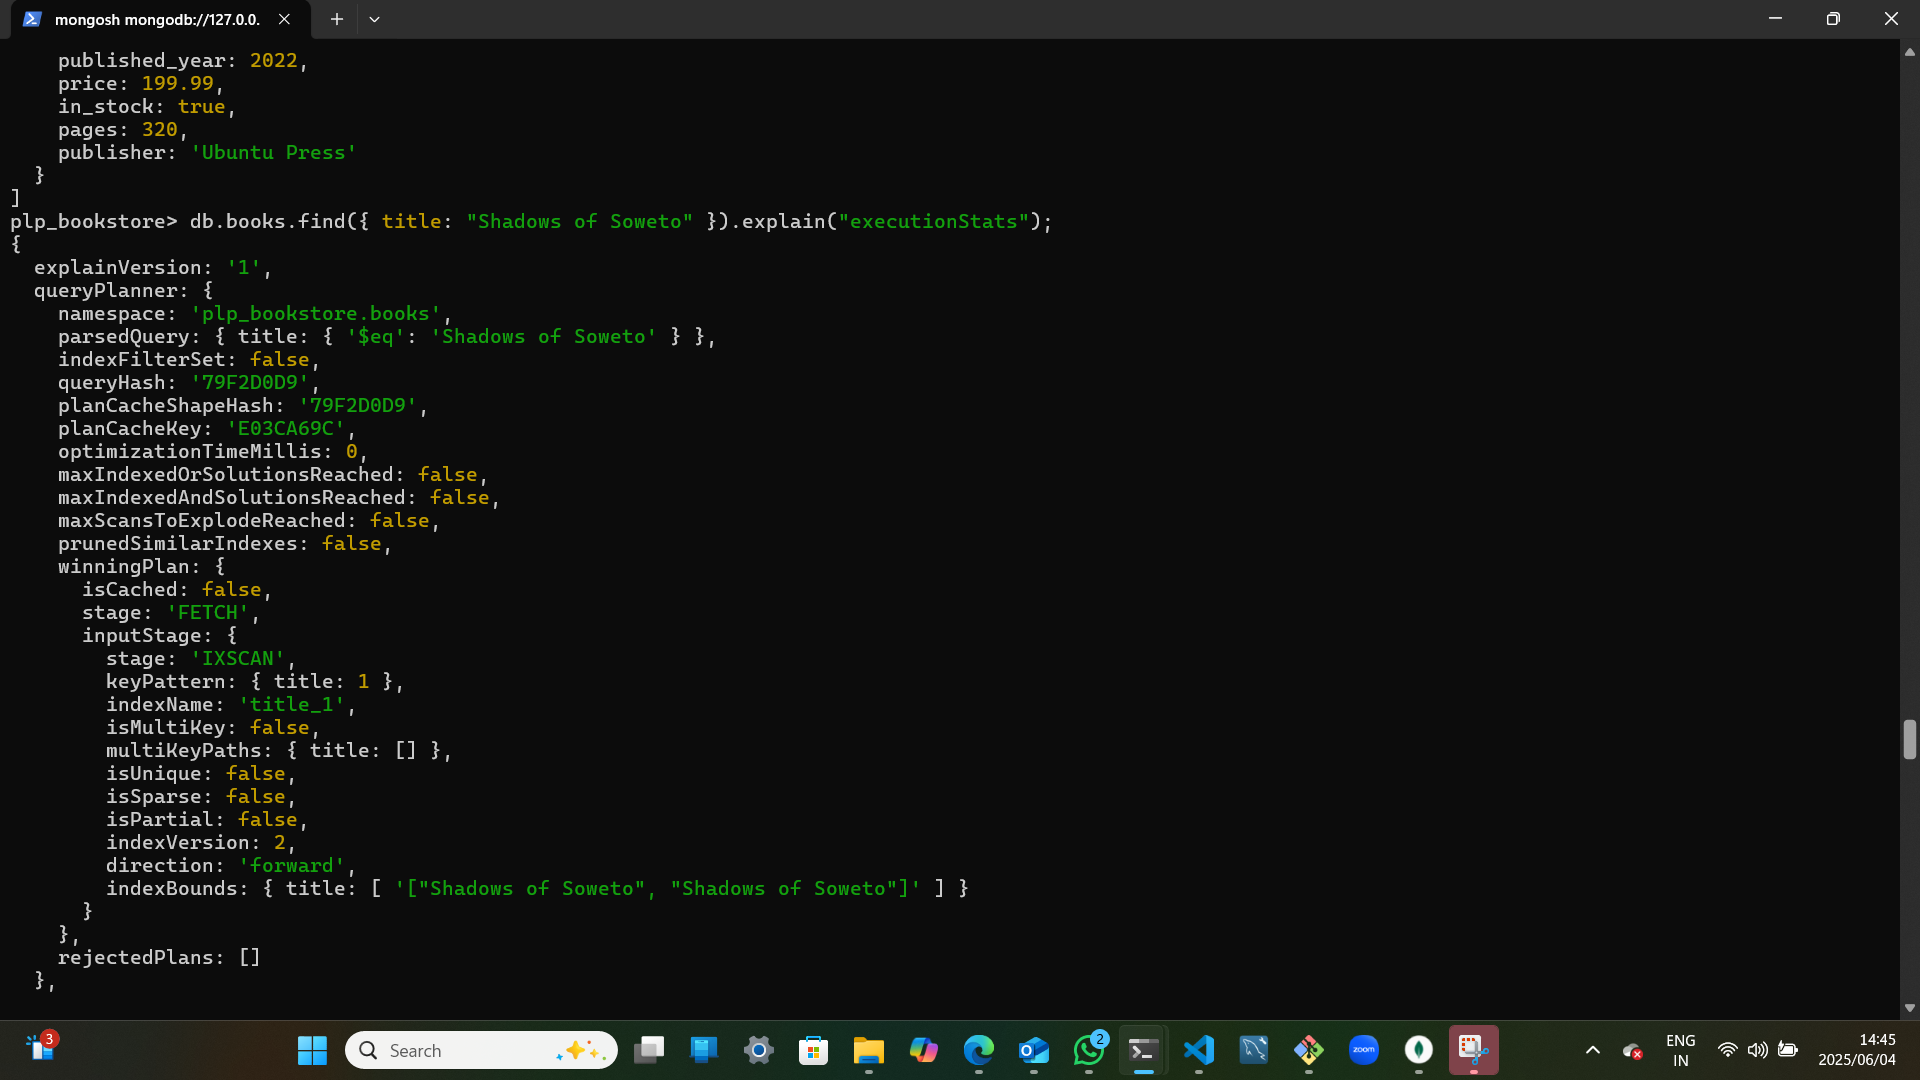 mongosh mongodb://127.0.0.
    published_year: 2022,
    price: 199.99,
    in_stock: true,
    pages: 320,
    publisher: 'Ubuntu Press'
  }
]
plp_bookstore> db.books.find({ title: "Shadows of Soweto" }).explain("executionStats");
{
  explainVersion: '1',
  queryPlanner: {
    namespace: 'plp_bookstore.books',
    parsedQuery: { title: { '$eq': 'Shadows of Soweto' } },
    indexFilterSet: false,
    queryHash: '79F2D0D9',
    planCacheShapeHash: '79F2D0D9',
    planCacheKey: 'E03CA69C',
    optimizationTimeMillis: 0,
    maxIndexedOrSolutionsReached: false,
    maxIndexedAndSolutionsReached: false,
    maxScansToExplodeReached: false,
    prunedSimilarIndexes: false,
    winningPlan: {
      isCached: false,
      stage: 'FETCH',
      inputStage: {
        stage: 'IXSCAN',
        keyPattern: { title: 1 },
        indexName: 'title_1',
        isMultiKey: false,
        multiKeyPaths: { title: [] },
        isUnique: false,
        isSparse: false,
        isPartial: false,
        indexVersion: 2,
        direction: 'forward',
        indexBounds: { title: [ '["Shadows of Soweto", "Shadows of Soweto"]' ] }
      }
    },
    rejectedPlans: []
  },
3
Search
zoom
2
ENG
IN
14:45
2025/06/04